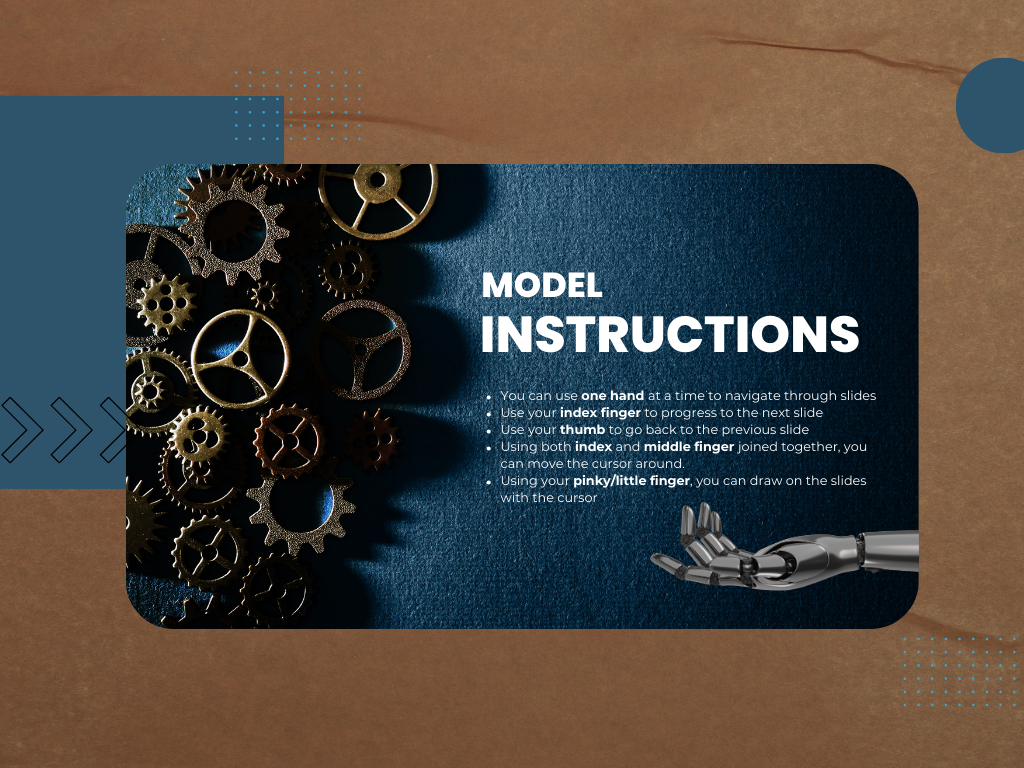 MODEL
INSTRUCTIONS
• You can use one hand at a time to navigate through slides
• Use your index finger to progress to the next slide
• Use your thumb to go back to the previous slide
• Using both index and middle finger joined together, you
can move the cursor around.
• Using your pinky/little finger, you can draw on the slides
with the cursor